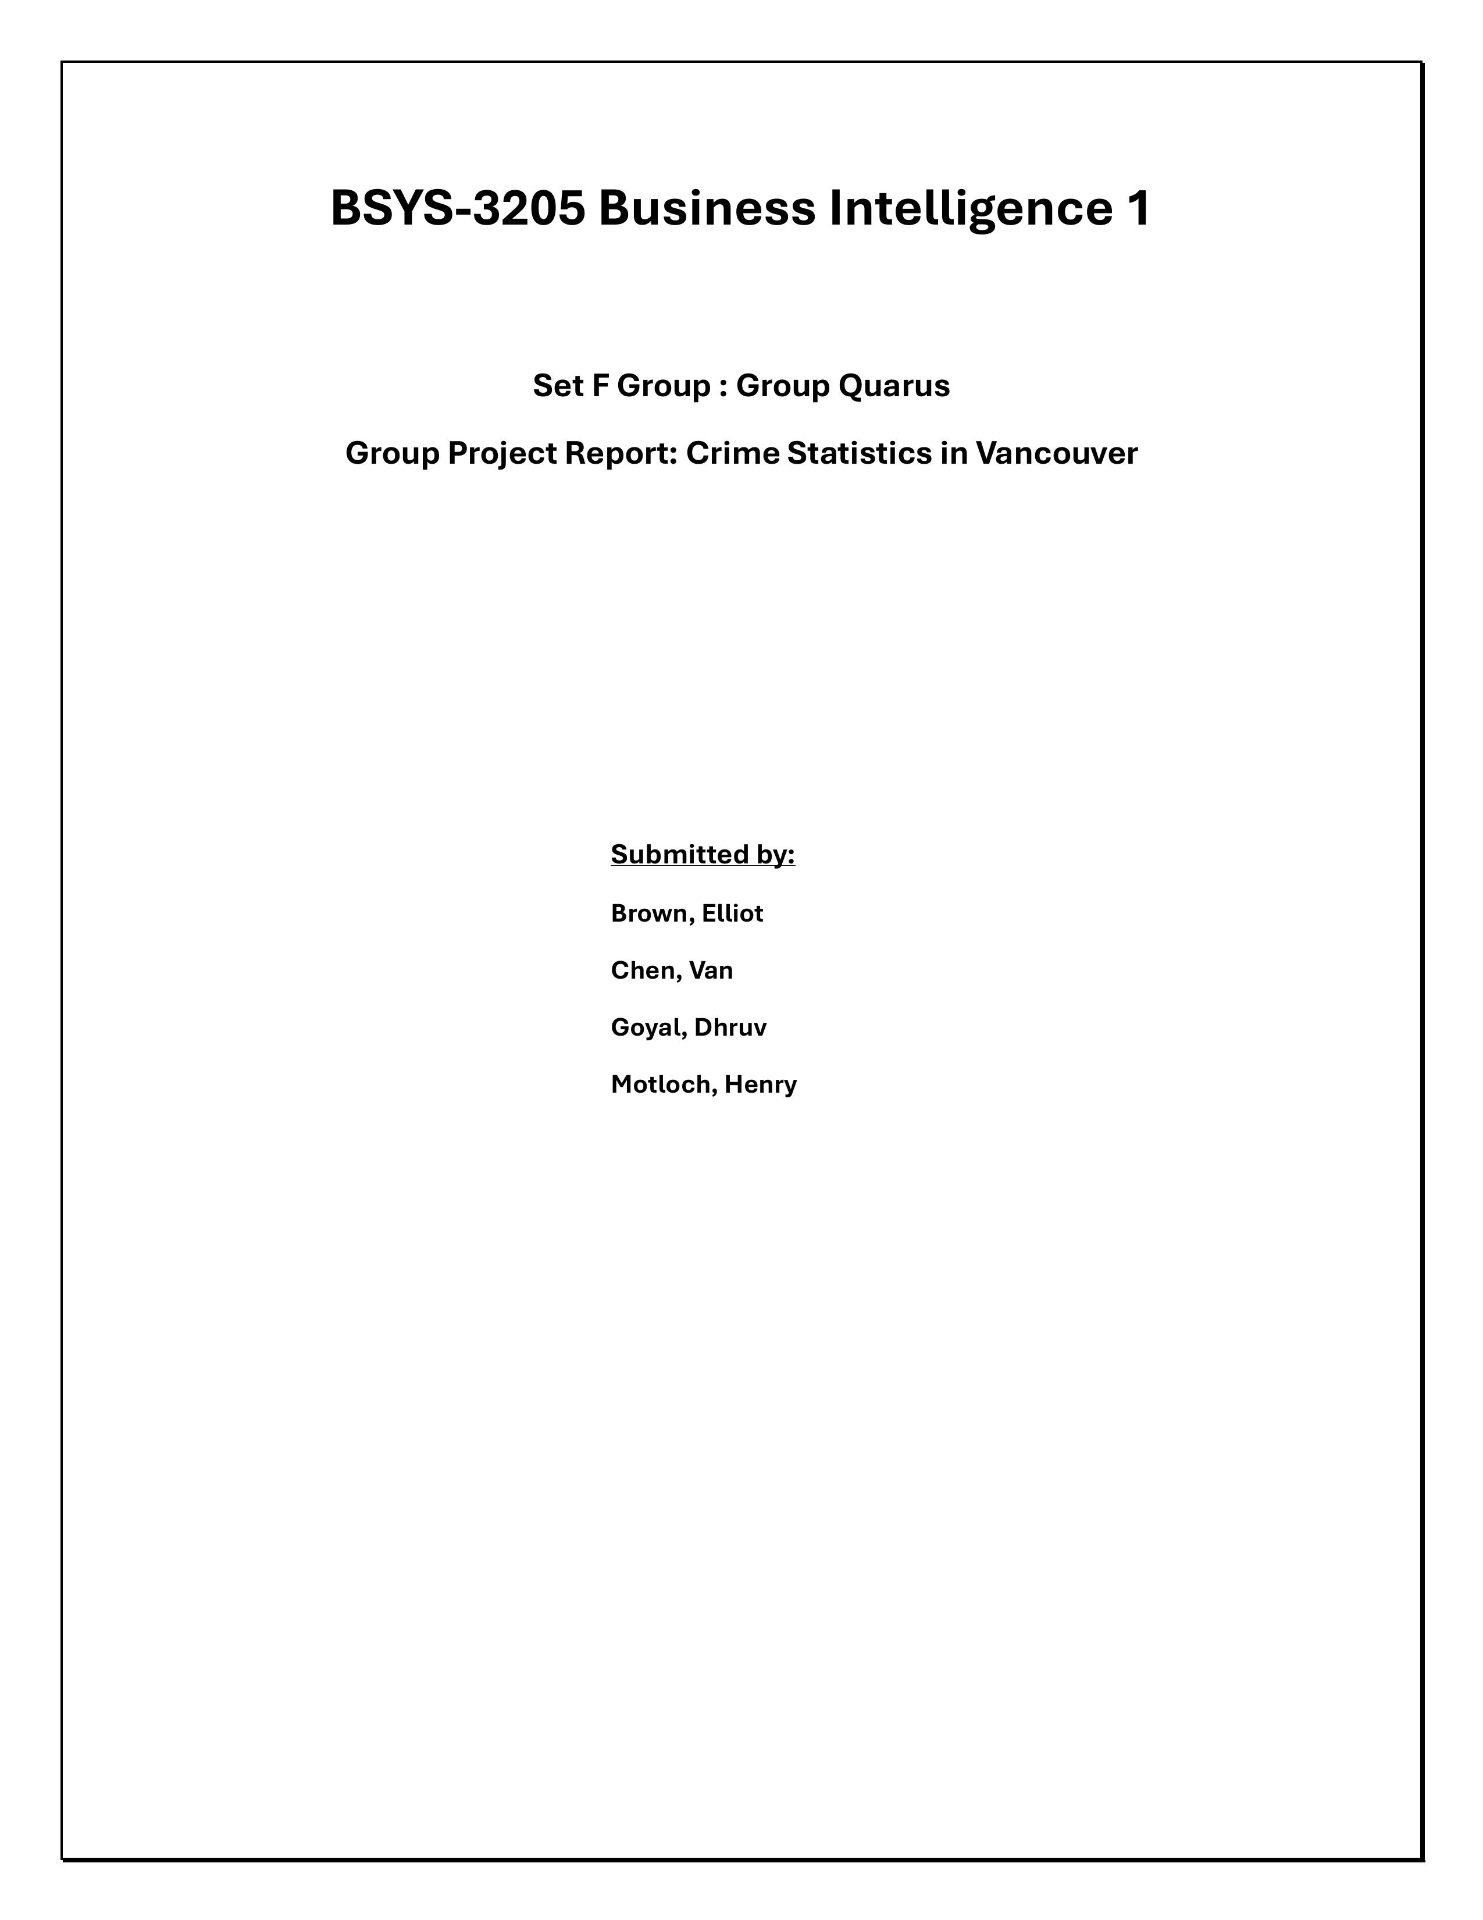 BSYS-3205 Business Intelligence 1
Set F Group : Group Quarus
Group Project Report: Crime Statistics in Vancouver
Submitted by:
Brown, Elliot
Chen, Van
Goyal, Dhruv
Motloch, Henry